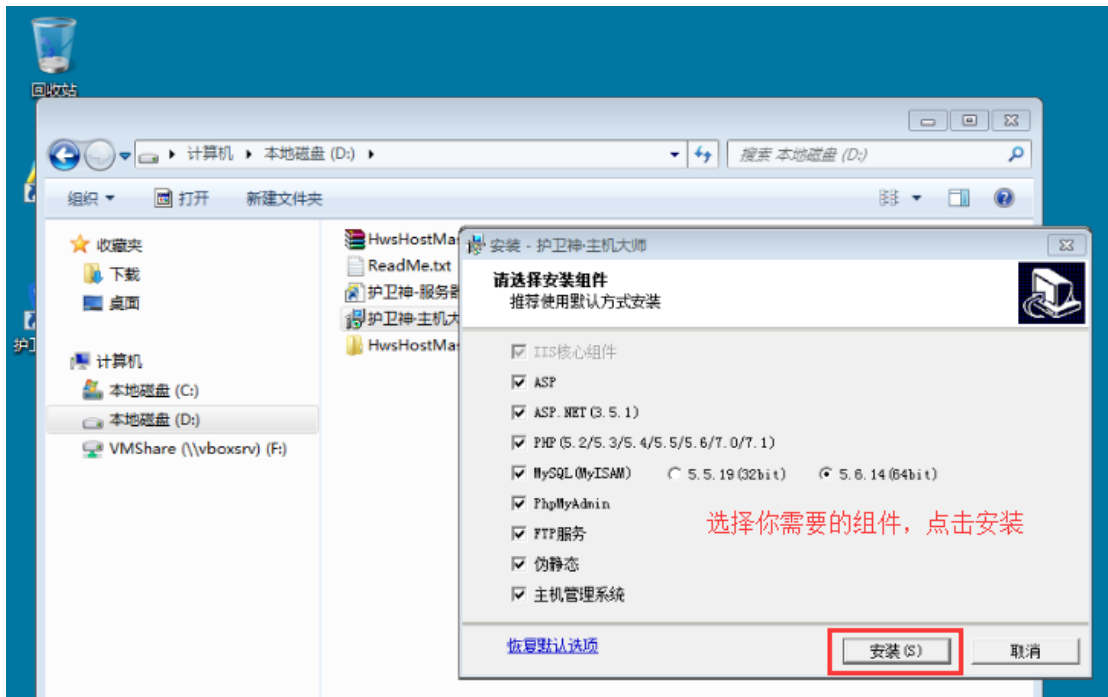 回收站
计算机 本地磁盘 (D:)
搜索 本地磁盘 (D:)
组织 打开 新建文件夹
收藏夹
下载
桌面
计算机
本地磁盘 (C:)
本地磁盘 (D:)
VMShare (\\vboxsrv) (F:)
HwsHostMa
ReadMe.txt
护卫神-服务器
护卫神·主机大
HwsHostMa
护卫
安装 - 护卫神·主机大师
请选择安装组件
推荐使用默认方式安装
IIS核心组件
ASP
ASP.NET(3.5.1)
PHP(5.2/5.3/5.4/5.5/5.6/7.0/7.1)
MySQL(MyISAM) 5.5.19(32bit) 5.6.14(64bit)
PhpMyAdmin
FTP服务
伪静态
主机管理系统
选择你需要的组件，点击安装
恢复默认选项
安装(S)
取消